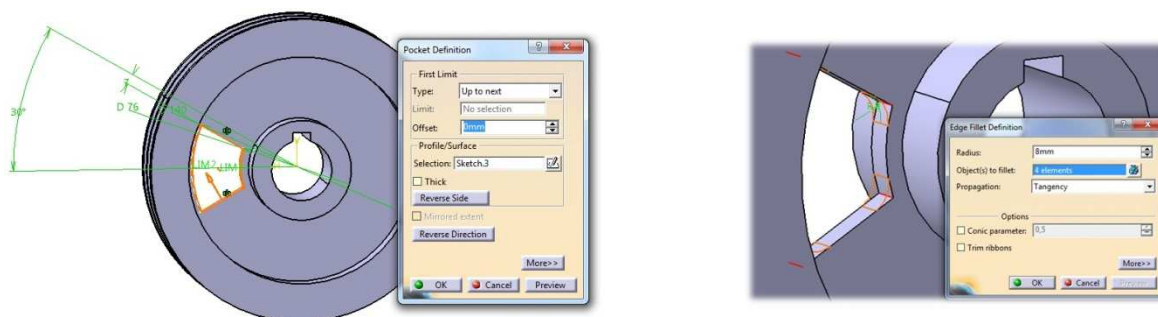 Pocket Definition
First Limit
Type: Up to next
Limit: No selection
Offset: 0mm
Profile/Surface
Selection: Sketch.3
Thick
Reverse Side
Mirrored extent
Reverse Direction
More>>
OK Cancel Preview
30°
D 76
LIM2
LIM
Edge Fillet Definition
Radius: 8mm
Object(s) to fillet: 4 elements
Propagation: Tangency
Options
Conic parameter: 0,5
Trim ribbons
More>>
OK Cancel Preview